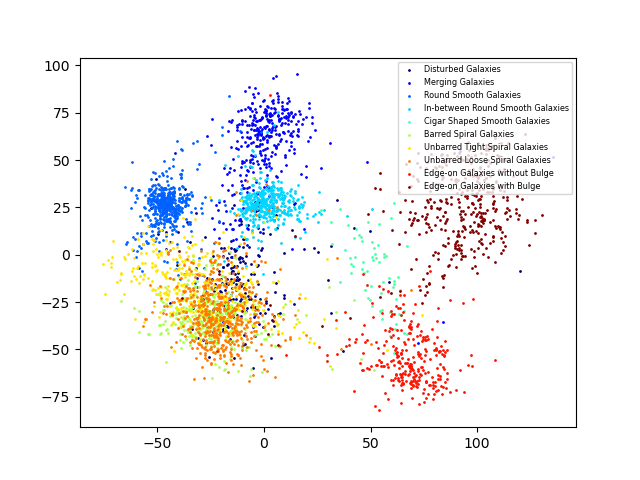 100
75
50
25
0
−25
−50
−75
−50
0
50
100
Disturbed Galaxies
Merging Galaxies
Round Smooth Galaxies
In-between Round Smooth Galaxies
Cigar Shaped Smooth Galaxies
Barred Spiral Galaxies
Unbarred Tight Spiral Galaxies
Unbarred Loose Spiral Galaxies
Edge-on Galaxies without Bulge
Edge-on Galaxies with Bulge